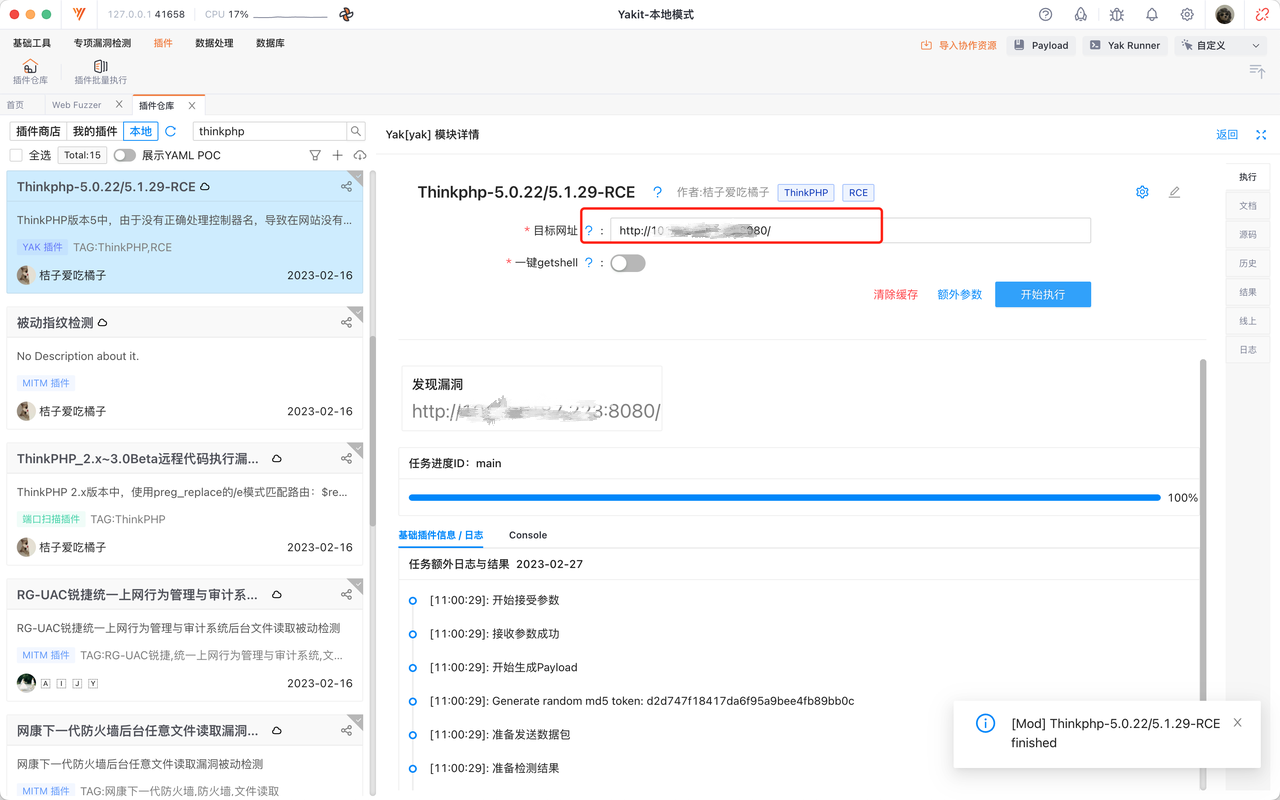 127.0.0.1 41658 CPU 17% Yakit-本地模式
基础工具 专项漏洞检测 插件 数据处理 数据库 导入协作资源 Payload Yak Runner 自定义
插件仓库 插件批量执行
首页 Web Fuzzer 插件仓库
插件商店 我的插件 本地 thinkphp
全选 Total:15 展示YAML POC
Thinkphp-5.0.22/5.1.29-RCE
ThinkPHP版本5中，由于没有正确处理控制器名，导致在网站没有...
YAK 插件 TAG:ThinkPHP,RCE
桔子爱吃橘子 2023-02-16
被动指纹检测
No Description about it.
MITM 插件
桔子爱吃橘子 2023-02-16
ThinkPHP_2.x~3.0Beta远程代码执行漏...
ThinkPHP 2.x版本中，使用preg_replace的/e模式匹配路由：$re...
端口扫描插件 TAG:ThinkPHP
桔子爱吃橘子 2023-02-16
RG-UAC锐捷统一上网行为管理与审计系...
RG-UAC锐捷统一上网行为管理与审计系统后台文件读取被动检测
MITM 插件 TAG:RG-UAC锐捷,统一上网行为管理与审计系统,文...
A I J Y 2023-02-16
网康下一代防火墙后台任意文件读取漏洞...
网康下一代防火墙后台任意文件读取漏洞被动检测
MITM 插件 TAG:网康下一代防火墙,防火墙,文件读取
Yak[yak] 模块详情 返回
Thinkphp-5.0.22/5.1.29-RCE 作者:桔子爱吃橘子 ThinkPHP RCE
* 目标网址 ? : http://10 080/
* 一键getshell ? :
清除缓存 额外参数 开始执行
发现漏洞
http:// :8080/
任务进度ID：main
100%
基础插件信息 / 日志 Console
任务额外日志与结果 2023-02-27
[11:00:29]: 开始接受参数
[11:00:29]: 接收参数成功
[11:00:29]: 开始生成Payload
[11:00:29]: Generate random md5 token: d2d747f18417da6f95a9bee4fb89bb0c
[11:00:29]: 准备发送数据包
[11:00:29]: 准备检测结果
执行
文档
源码
历史
结果
线上
日志
[Mod] Thinkphp-5.0.22/5.1.29-RCE
finished